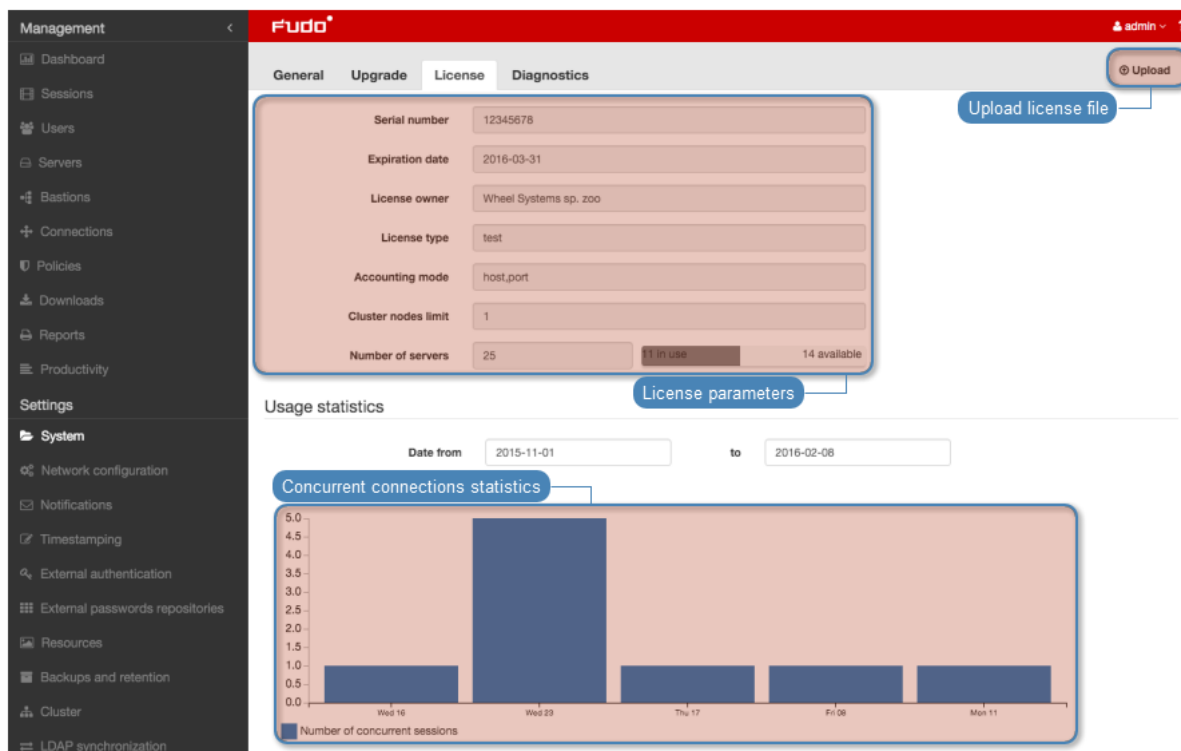 Management
Dashboard
Sessions
Users
Servers
Bastions
Connections
Policies
Downloads
Reports
Productivity
Settings
System
Network configuration
Notifications
Timestamping
External authentication
External passwords repositories
Resources
Backups and retention
Cluster
LDAP synchronization
FUDO
admin
General Upgrade License Diagnostics
Upload
Upload license file
Serial number 12345678
Expiration date 2016-03-31
License owner Wheel Systems sp. zoo
License type test
Accounting mode host,port
Cluster nodes limit 1
Number of servers 25 11 in use 14 available
License parameters
Usage statistics
Date from 2015-11-01 to 2016-02-08
Concurrent connections statistics
5.0
4.5
4.0
3.5
3.0
2.5
2.0
1.5
1.0
0.5
0.0
Wed 16 Wed 23 Thu 17 Fri 08 Mon 11
Number of concurrent sessions